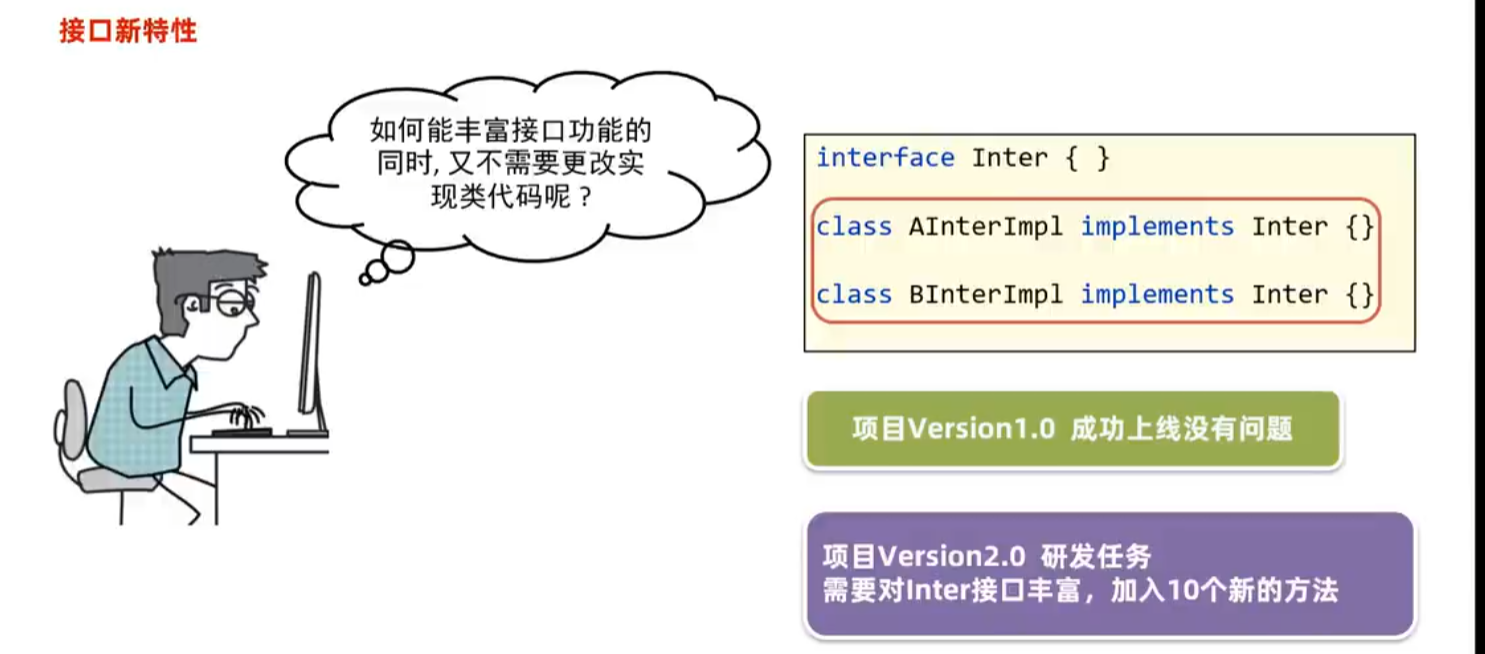 接口新特性
如何能丰富接口功能的
同时, 又不需要更改实
现类代码呢？
interface Inter { }
class AInterImpl implements Inter {}
class BInterImpl implements Inter {}
项目Version1.0 成功上线没有问题
项目Version2.0 研发任务
需要对Inter接口丰富，加入10个新的方法